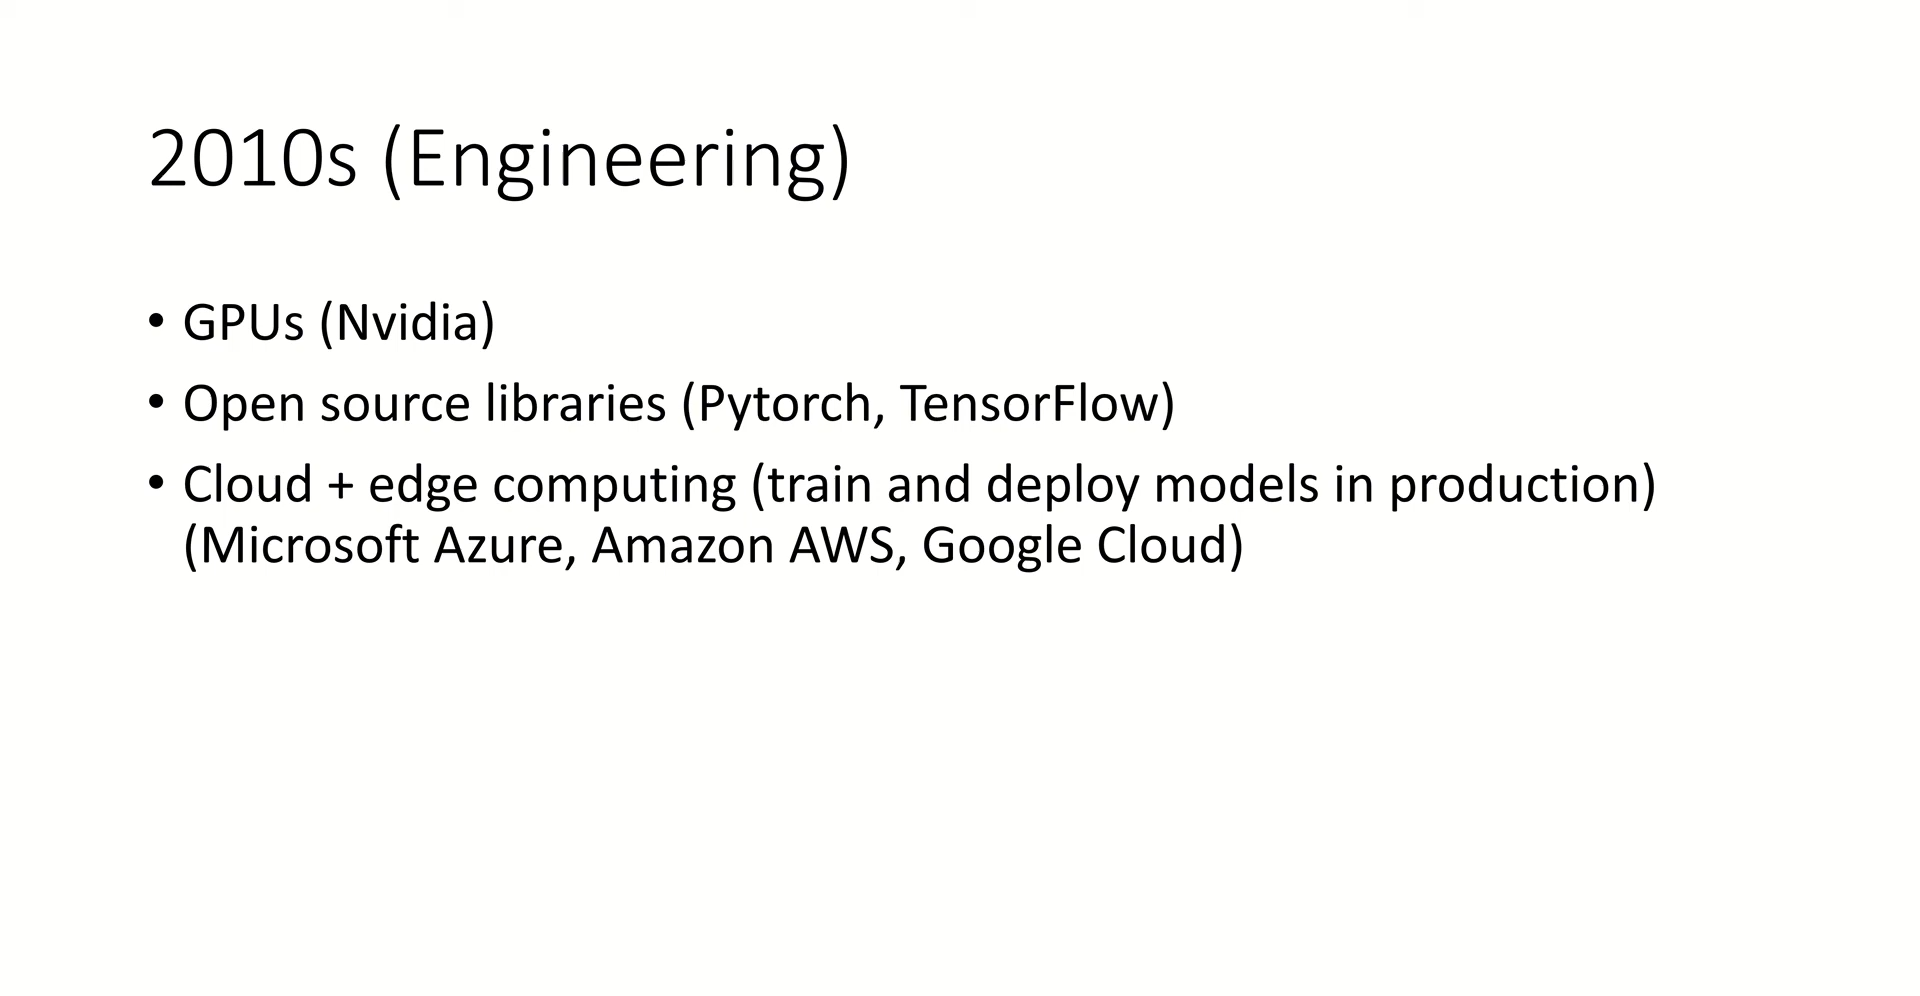 2010s (Engineering)
• GPUs (Nvidia)
• Open source libraries (Pytorch, TensorFlow)
• Cloud + edge computing (train and deploy models in production)
(Microsoft Azure, Amazon AWS, Google Cloud)